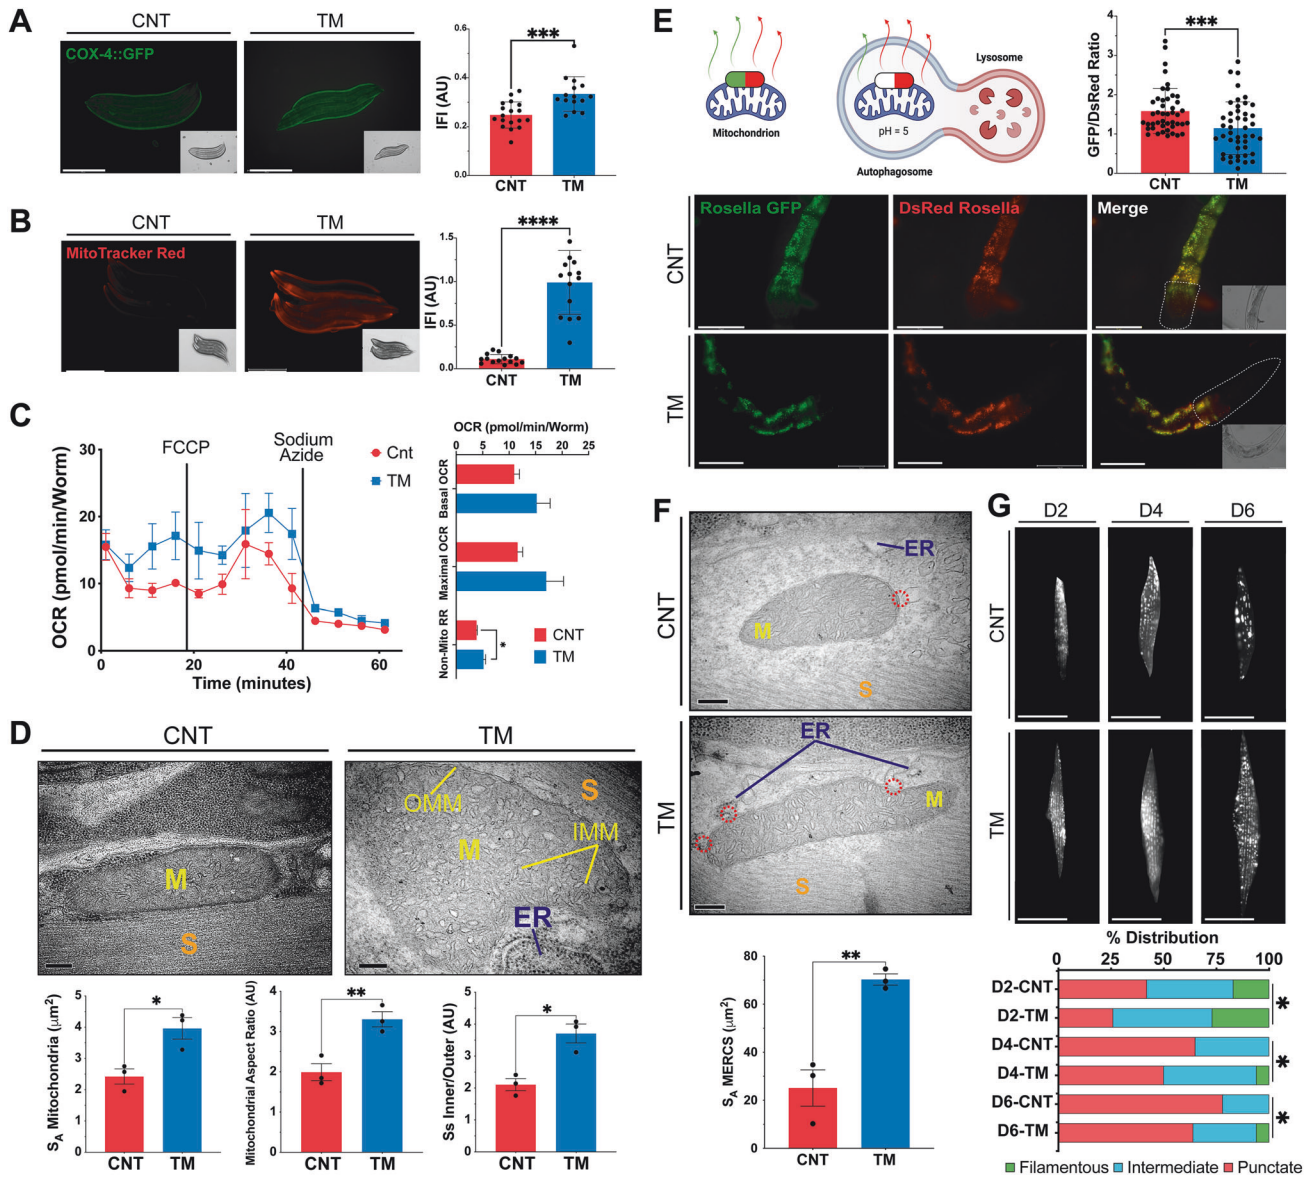 A
CNT
TM
COX-4::GFP
IFI (AU)
0.6
0.4
0.2
0.0
***
CNT
TM
B
CNT
TM
MitoTracker Red
IFI (AU)
1.5
1.0
0.5
0.0
****
CNT
TM
C
OCR (pmol/min/Worm)
30
20
10
0
FCCP
Sodium
Azide
Cnt
TM
0
20
40
60
Time (minutes)
OCR (pmol/min/Worm)
0
5
10
15
20
25
Basal OCR
Maximal OCR
Non-Mito RR
*
CNT
TM
D
CNT
TM
M
S
OMM
S
IMM
M
ER
S_A Mitochondria (μm²)
5
4
3
2
1
0
*
CNT
TM
Mitochondrial Aspect Ratio (AU)
4
3
2
1
0
**
CNT
TM
Ss Inner/Outer (AU)
5
4
3
2
1
0
*
CNT
TM
E
Mitochondrion
pH = 5
Autophagosome
Lysosome
GFP/DsRed Ratio
4
3
2
1
0
***
CNT
TM
Rosella GFP
DsRed Rosella
Merge
CNT
TM
F
CNT
ER
M
S
TM
ER
M
S
S_A MERCS (μm²)
80
60
40
20
0
**
CNT
TM
G
D2
D4
D6
CNT
TM
% Distribution
0
25
50
75
100
D2-CNT
D2-TM
*
D4-CNT
D4-TM
*
D6-CNT
D6-TM
*
Filamentous
Intermediate
Punctate